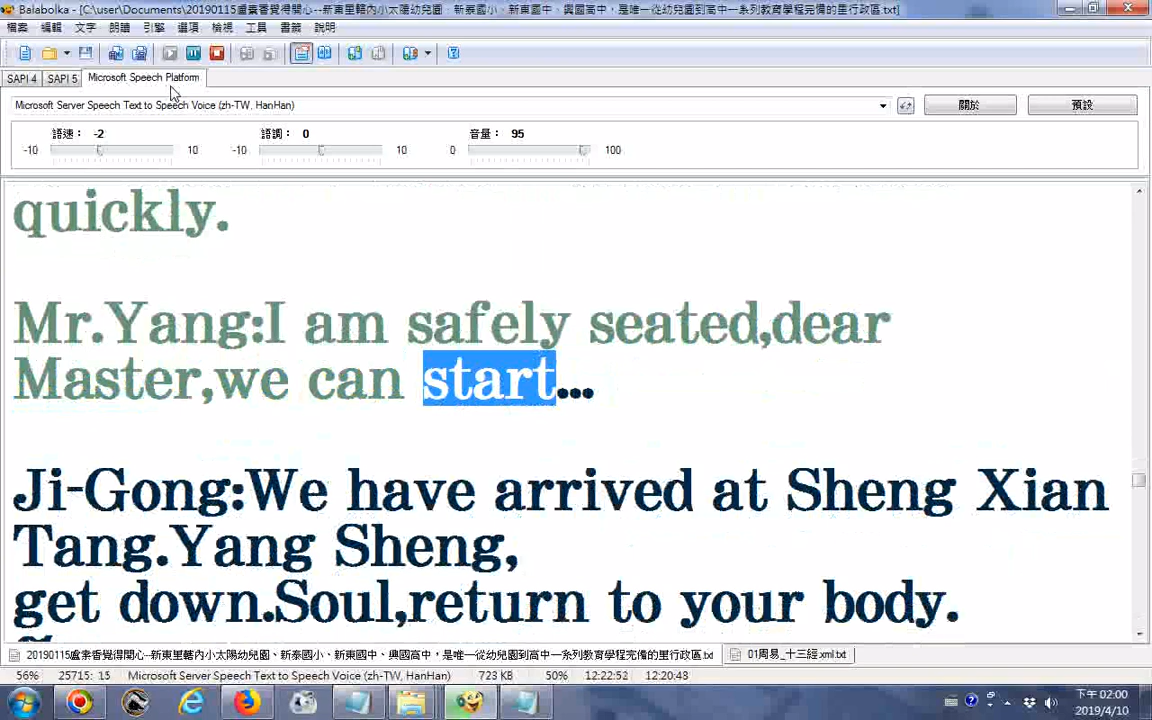 Balabolka - [C:\user\Documents\20190115盧素香覺得開心--新東里轄內小太陽幼兒園、新泰國小、新東國中、興國高中，是唯一從幼兒園到高中一系列教育學程完備的里行政區.txt]
檔案 編輯 文字 朗讀 引擎 選項 檢視 工具 書籤 說明
SAPI 4 SAPI 5 Microsoft Speech Platform
Microsoft Server Speech Text to Speech Voice (zh-TW, HanHan) 關於 預設
語速： -2 語調： 0 音量： 95
-10 10 -10 10 0 100
quickly.
Mr.Yang:I am safely seated,dear
Master,we can start...
Ji-Gong:We have arrived at Sheng Xian
Tang.Yang Sheng,
get down.Soul,return to your body.
20190115盧素香覺得開心--新東里轄內小太陽幼兒園、新泰國小、新東國中、興國高中，是唯一從幼兒園到高中一系列教育學程完備的里行政區.txt 01周易_十三經.xml.txt
56% 25715: 15 Microsoft Server Speech Text to Speech Voice (zh-TW, HanHan) 723 KB 50% 12:22:52 12:20:48
下午 02:00
2019/4/10